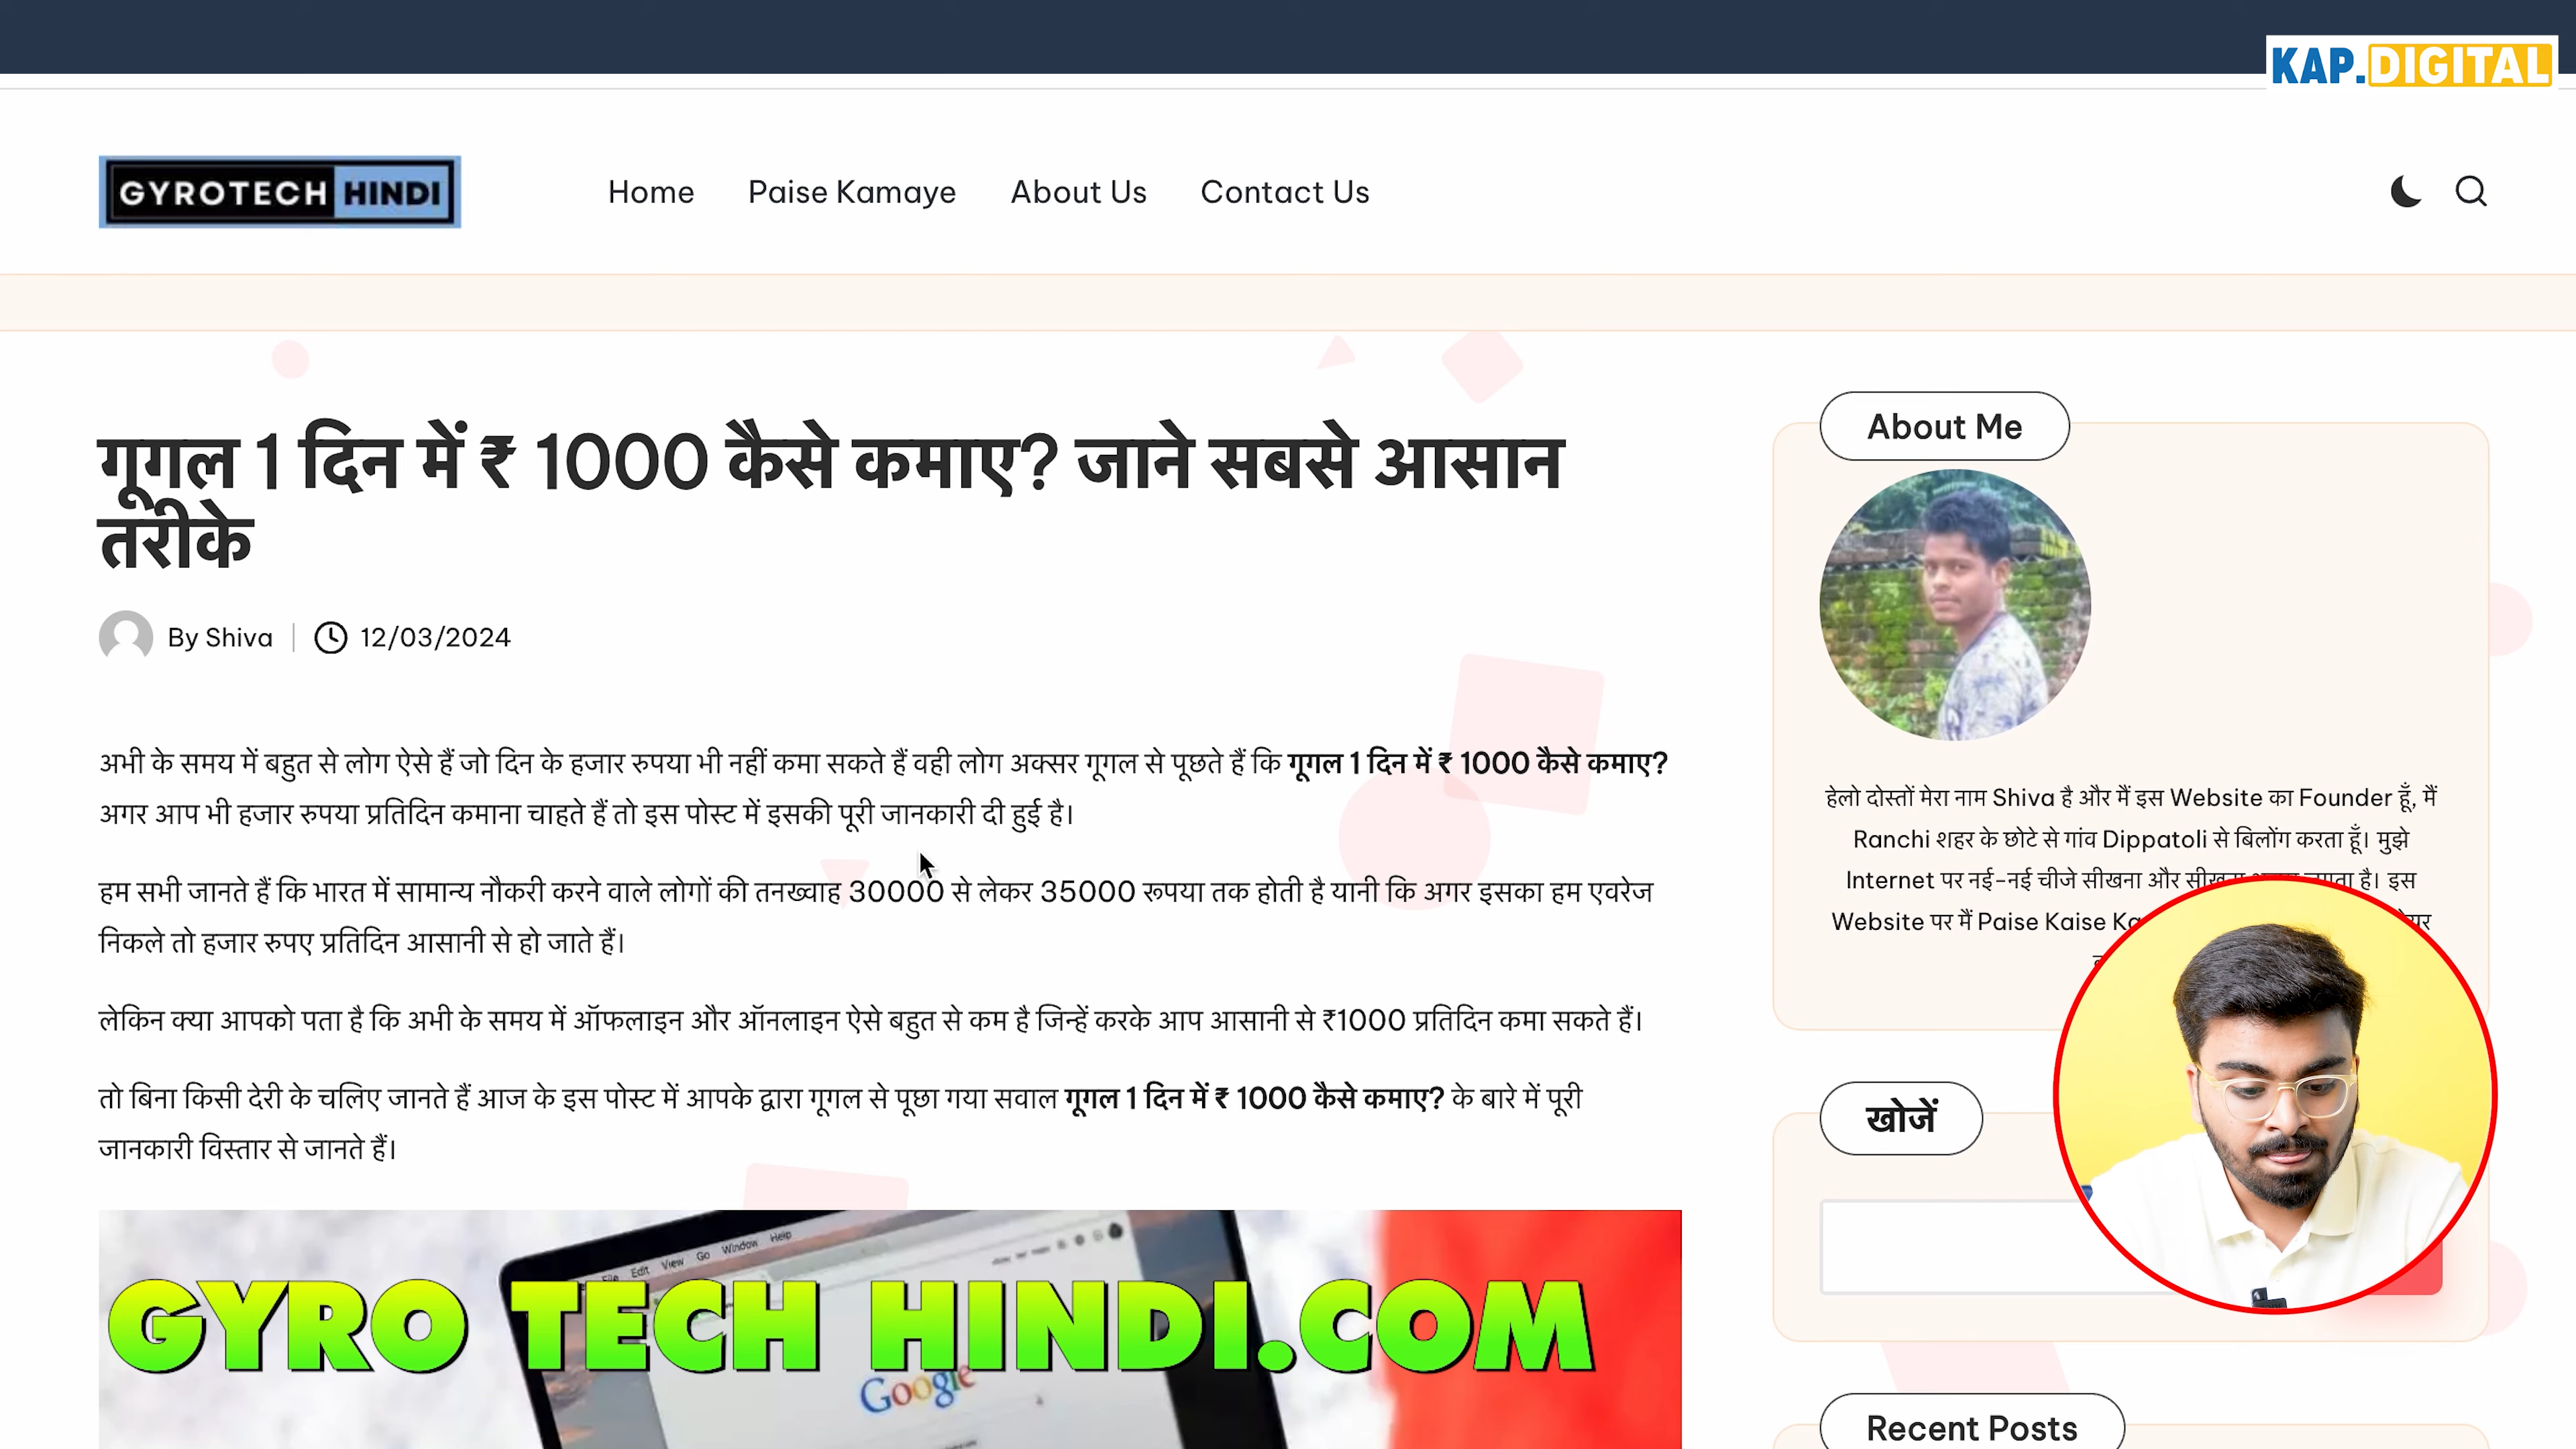 KAP.DIGITAL
GYROTECH HINDI
Home Paise Kamaye About Us Contact Us
गूगल 1 दिन में ₹ 1000 कैसे कमाए? जाने सबसे आसान
तरीके
By Shiva 12/03/2024
अभी के समय में बहुत से लोग ऐसे हैं जो दिन के हजार रुपया भी नहीं कमा सकते हैं वही लोग अक्सर गूगल से पूछते हैं कि गूगल 1 दिन में ₹ 1000 कैसे कमाए?
अगर आप भी हजार रुपया प्रतिदिन कमाना चाहते हैं तो इस पोस्ट में इसकी पूरी जानकारी दी हुई है।
हम सभी जानते हैं कि भारत में सामान्य नौकरी करने वाले लोगों की तनख्वाह 30000 से लेकर 35000 रूपया तक होती है यानी कि अगर इसका हम एवरेज
निकले तो हजार रुपए प्रतिदिन आसानी से हो जाते हैं।
लेकिन क्या आपको पता है कि अभी के समय में ऑफलाइन और ऑनलाइन ऐसे बहुत से कम है जिन्हें करके आप आसानी से ₹1000 प्रतिदिन कमा सकते हैं।
तो बिना किसी देरी के चलिए जानते हैं आज के इस पोस्ट में आपके द्वारा गूगल से पूछा गया सवाल गूगल 1 दिन में ₹ 1000 कैसे कमाए? के बारे में पूरी
जानकारी विस्तार से जानते हैं।
Edit View Go Window Help
GYRO TECH HINDI.COM
Google
About Me
हेलो दोस्तों मेरा नाम Shiva है और मैं इस Website का Founder हूँ, मैं
Ranchi शहर के छोटे से गांव Dippatoli से बिलोंग करता हूँ। मुझे
Internet पर नई-नई चीजे सीखना और है। इस
Website पर मैं Paise Kaise
खोजें
Recent Posts